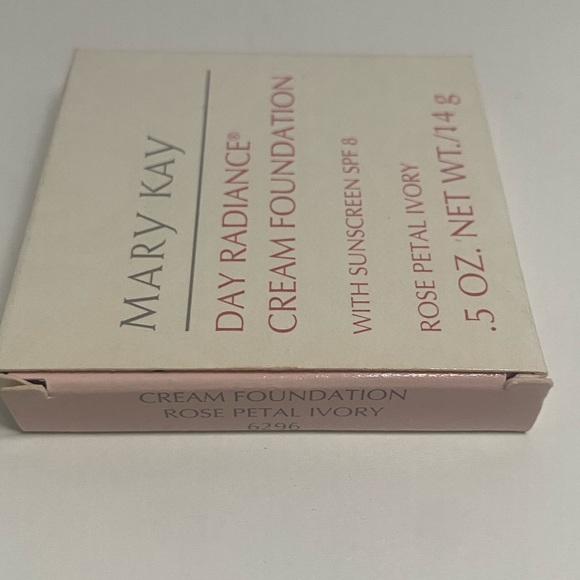 MARY KAY
DAY RADIANCE®
CREAM FOUNDATION
WITH SUNSCREEN SPF 8
ROSE PETAL IVORY
.5 OZ. NET WT./14 g
CREAM FOUNDATION
ROSE PETAL IVORY
6296